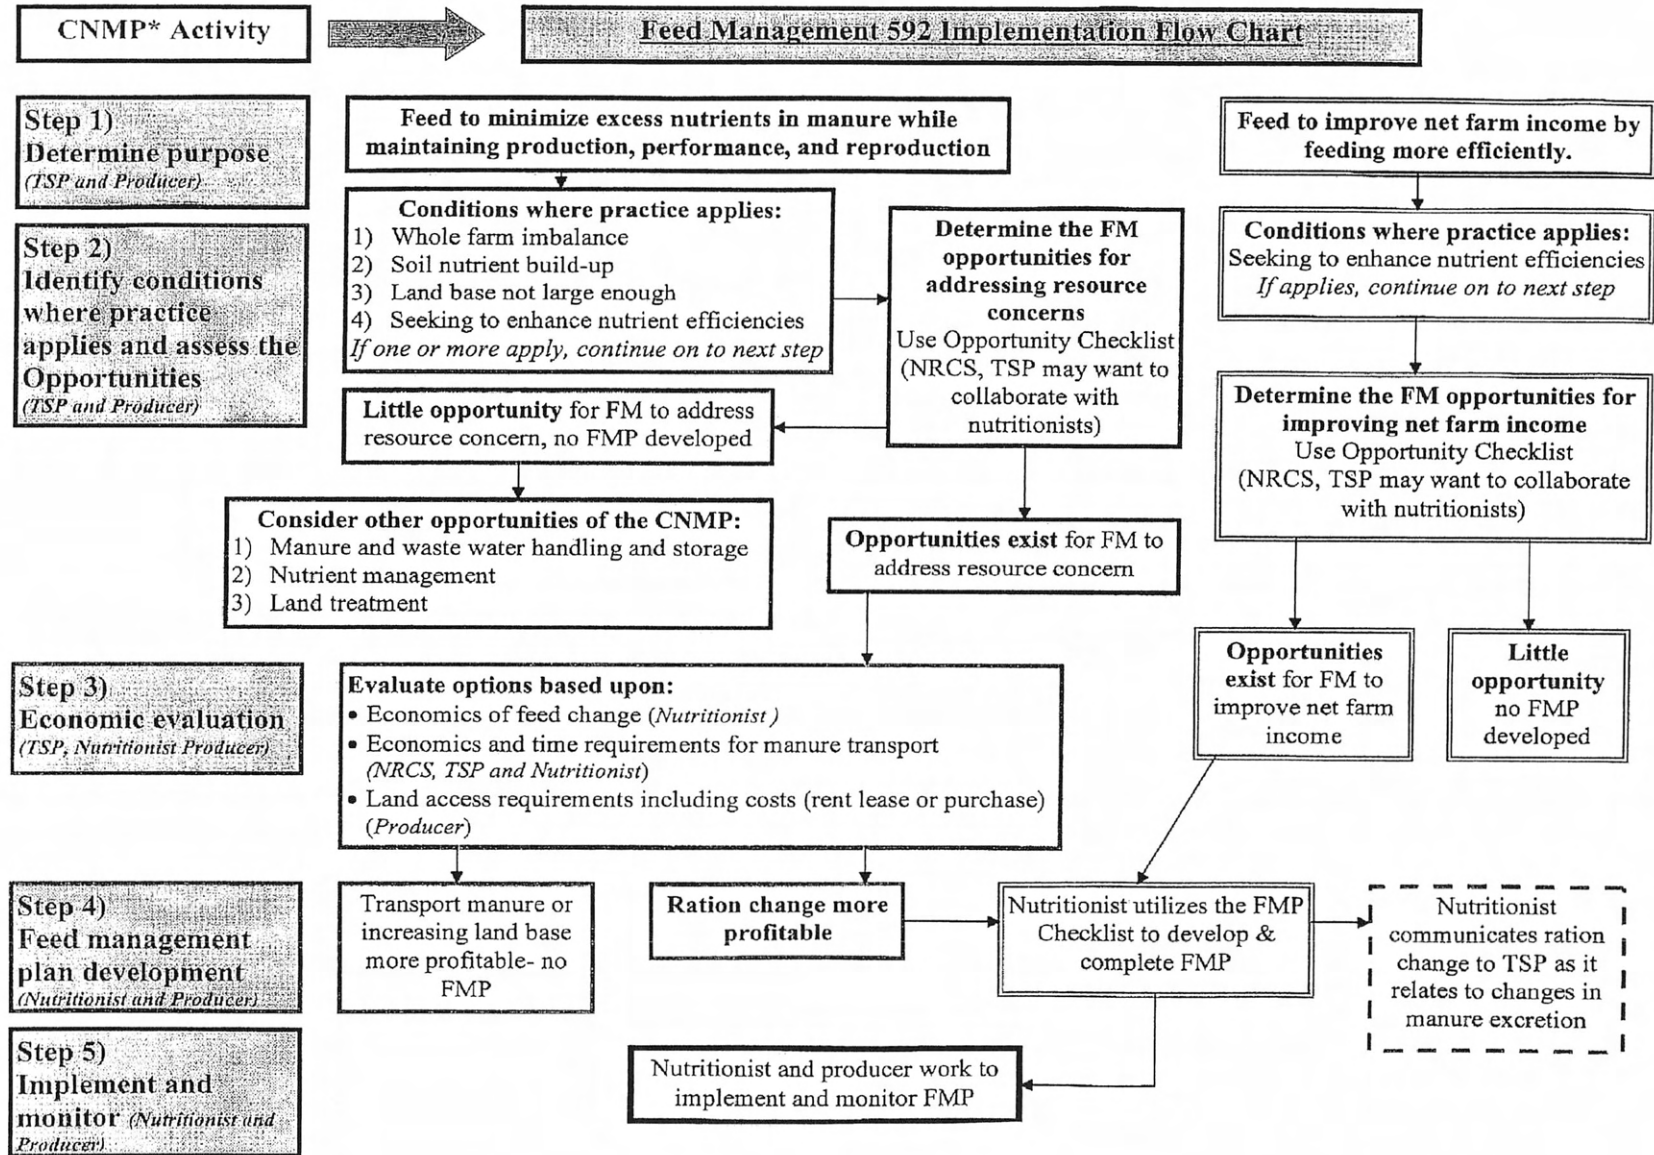 CNMP* Activity
Feed Management 592 Implementation Flow Chart
Step 1)
Determine purpose
(TSP and Producer)
Feed to minimize excess nutrients in manure while
maintaining production, performance, and reproduction
Feed to improve net farm income by
feeding more efficiently.
Step 2)
Identify conditions
where practice
applies and assess the
Opportunities
(TSP and Producer)
Conditions where practice applies:
1) Whole farm imbalance
2) Soil nutrient build-up
3) Land base not large enough
4) Seeking to enhance nutrient efficiencies
If one or more apply, continue on to next step
Determine the FM
opportunities for
addressing resource
concerns
Use Opportunity Checklist
(NRCS, TSP may want to
collaborate with
nutritionists)
Conditions where practice applies:
Seeking to enhance nutrient efficiencies
If applies, continue on to next step
Little opportunity for FM to address
resource concern, no FMP developed
Determine the FM opportunities for
improving net farm income
Use Opportunity Checklist
(NRCS, TSP may want to collaborate
with nutritionists)
Consider other opportunities of the CNMP:
1) Manure and waste water handling and storage
2) Nutrient management
3) Land treatment
Opportunities exist for FM to
address resource concern
Opportunities
exist for FM to
improve net farm
income
Little
opportunity
no FMP
developed
Step 3)
Economic evaluation
(TSP, Nutritionist Producer)
Evaluate options based upon:
• Economics of feed change (Nutritionist )
• Economics and time requirements for manure transport
(NRCS, TSP and Nutritionist)
• Land access requirements including costs (rent lease or purchase)
(Producer)
Step 4)
Feed management
plan development
(Nutritionist and Producer)
Transport manure or
increasing land base
more profitable- no
FMP
Ration change more
profitable
Nutritionist utilizes the FMP
Checklist to develop &
complete FMP
Nutritionist
communicates ration
change to TSP as it
relates to changes in
manure excretion
Step 5)
Implement and
monitor (Nutritionist and
Producer)
Nutritionist and producer work to
implement and monitor FMP